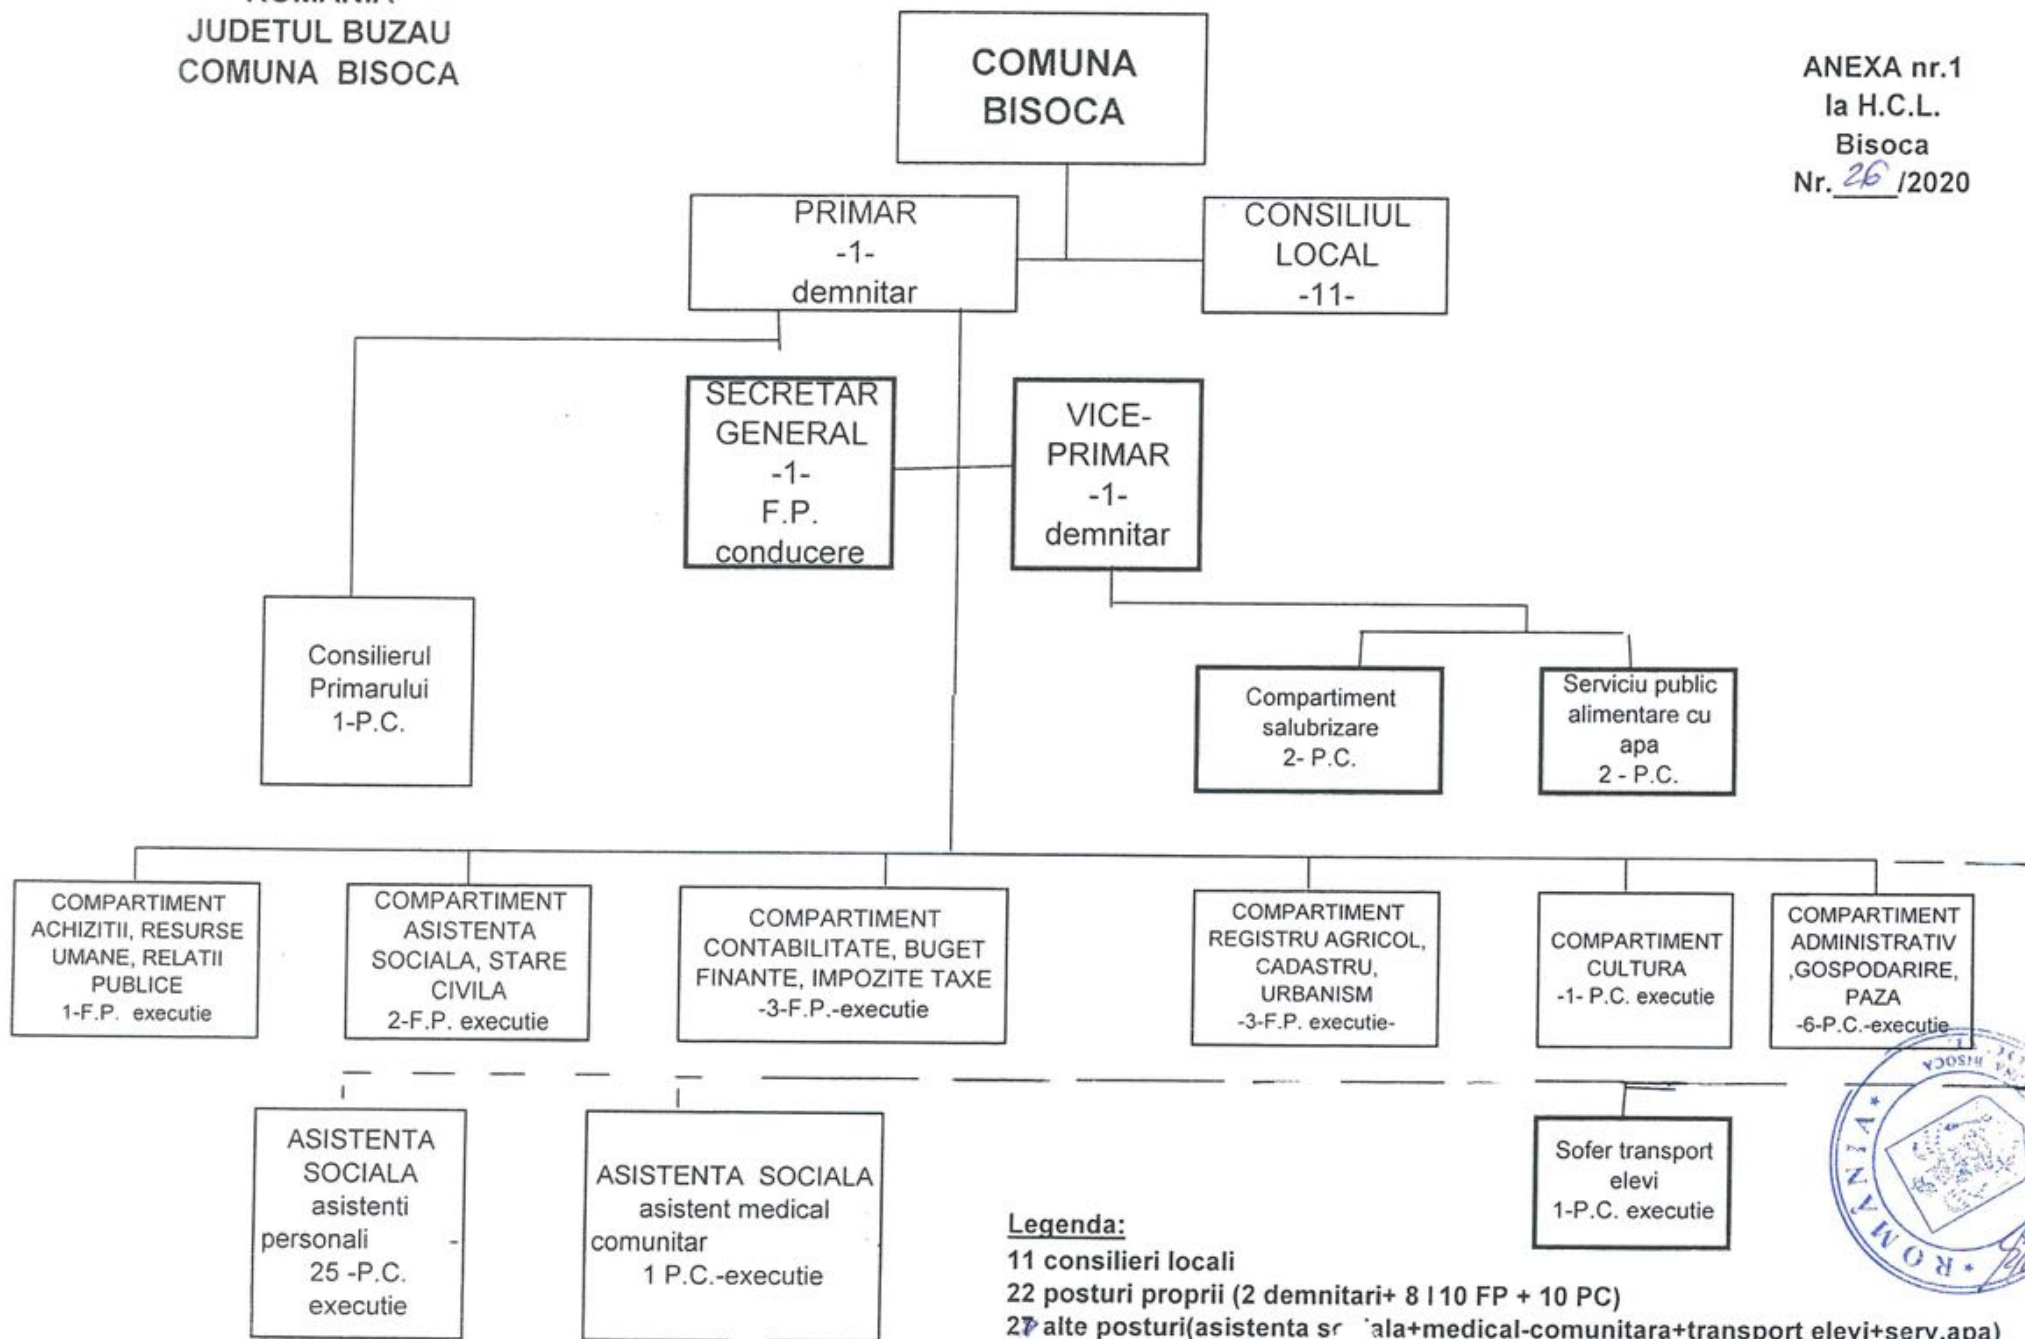 JUDETUL BUZAU
COMUNA BISOCA
COMUNA
BISOCA
ANEXA nr.1
la H.C.L.
Bisoca
Nr. 26 /2020
PRIMAR
-1-
demnitar
CONSILIUL
LOCAL
-11-
SECRETAR
GENERAL
-1-
F.P.
conducere
VICE-
PRIMAR
-1-
demnitar
Consilierul
Primarului
1-P.C.
Compartiment
salubrizare
2- P.C.
Serviciu public
alimentare cu
apa
2 - P.C.
COMPARTIMENT
ACHIZITII, RESURSE
UMANE, RELATII
PUBLICE
1-F.P. executie
COMPARTIMENT
ASISTENTA
SOCIALA, STARE
CIVILA
2-F.P. executie
COMPARTIMENT
CONTABILITATE, BUGET
FINANTE, IMPOZITE TAXE
-3-F.P.-executie
COMPARTIMENT
REGISTRU AGRICOL,
CADASTRU,
URBANISM
-3-F.P. executie-
COMPARTIMENT
CULTURA
-1- P.C. executie
COMPARTIMENT
ADMINISTRATIV
,GOSPODARIRE,
PAZA
-6-P.C.-executie
ASISTENTA
SOCIALA
asistenti
personali -
25 -P.C.
executie
ASISTENTA SOCIALA
asistent medical
comunitar
1 P.C.-executie
Sofer transport
elevi
1-P.C. executie
ROMÂNIA
BISOCA
Legenda:
11 consilieri locali
22 posturi proprii (2 demnitari+ 8 I 10 FP + 10 PC)
alte posturi(asistenta +medical-comunitara+transport elevi+serv.apa)